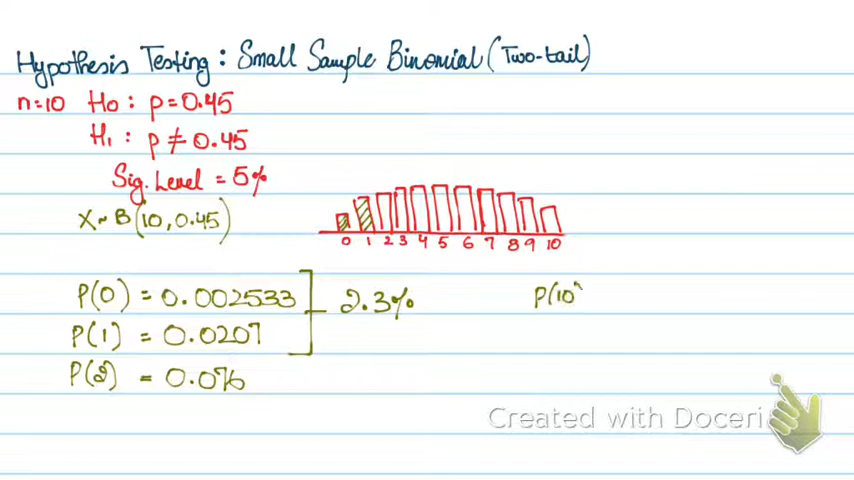 Hypothesis Testing: Small Sample Binomial (Two-tail)
n=10 H0 : p=0.45
H1 : p ≠ 0.45
Sig. Level = 5%
X~B(10, 0.45)
0 1 2 3 4 5 6 7 8 9 10
P(0) = 0.002533
2.3%
P(10
P(1) = 0.0207
P(2) = 0.076
Created with Doceri